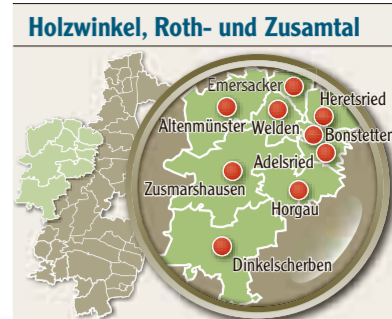 Holzwinkel, Roth- und Zusamtal
Emersacker
Heretsried
Altenmünster
Welden
Bonstetten
Adelsried
Zusmarshausen
Horgau
Dinkelscherben